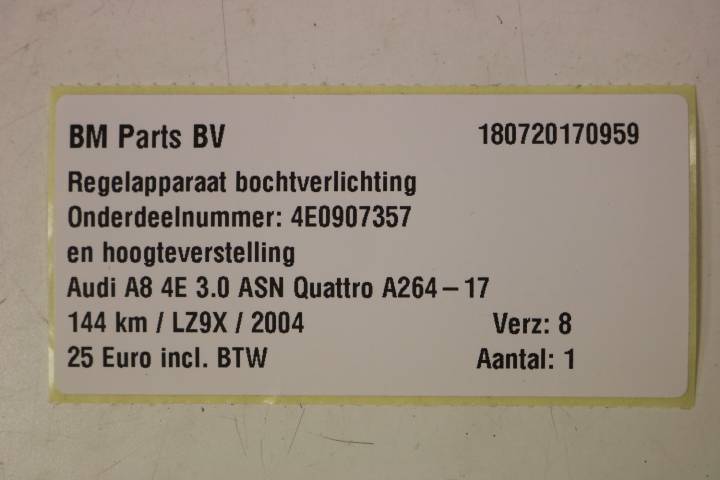 BM Parts BV 180720170959
Regelapparaat bochtverlichting
Onderdeelnummer: 4E0907357
en hoogteverstelling
Audi A8 4E 3.0 ASN Quattro A264 – 17
144 km / LZ9X / 2004 Verz: 8
25 Euro incl. BTW Aantal: 1